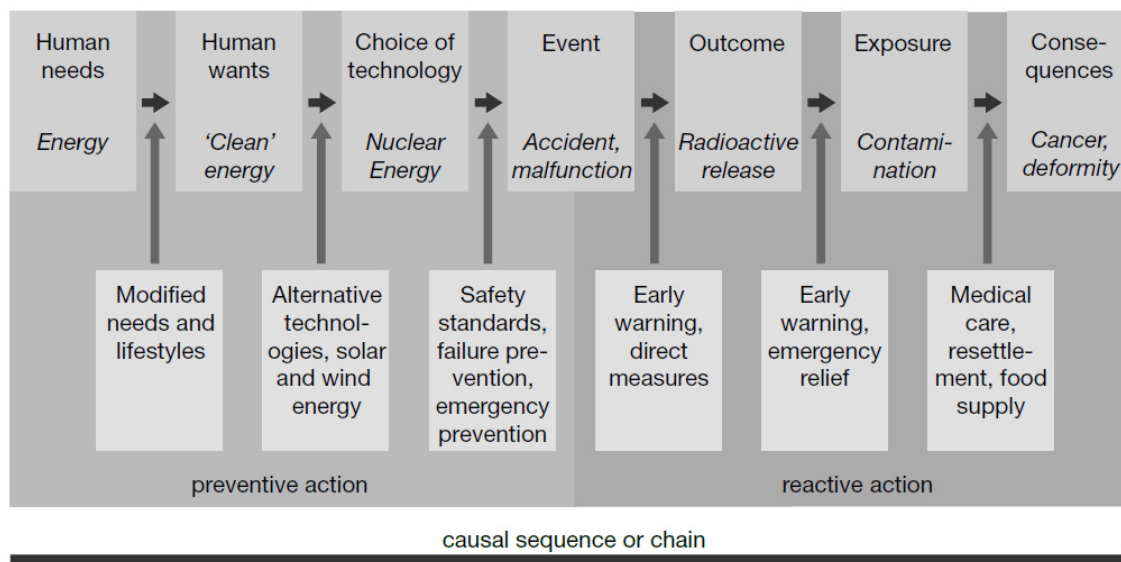 Human
needs
Energy
Human
wants
‘Clean’
energy
Choice of
technology
Nuclear
Energy
Event
Accident,
malfunction
Outcome
Radioactive
release
Exposure
Contami-
nation
Conse-
quences
Cancer,
deformity
Modified
needs and
lifestyles
Alternative
technol-
ogies, solar
and wind
energy
Safety
standards,
failure pre-
vention,
emergency
prevention
Early
warning,
direct
measures
Early
warning,
emergency
relief
Medical
care,
resettle-
ment, food
supply
preventive action
reactive action
causal sequence or chain